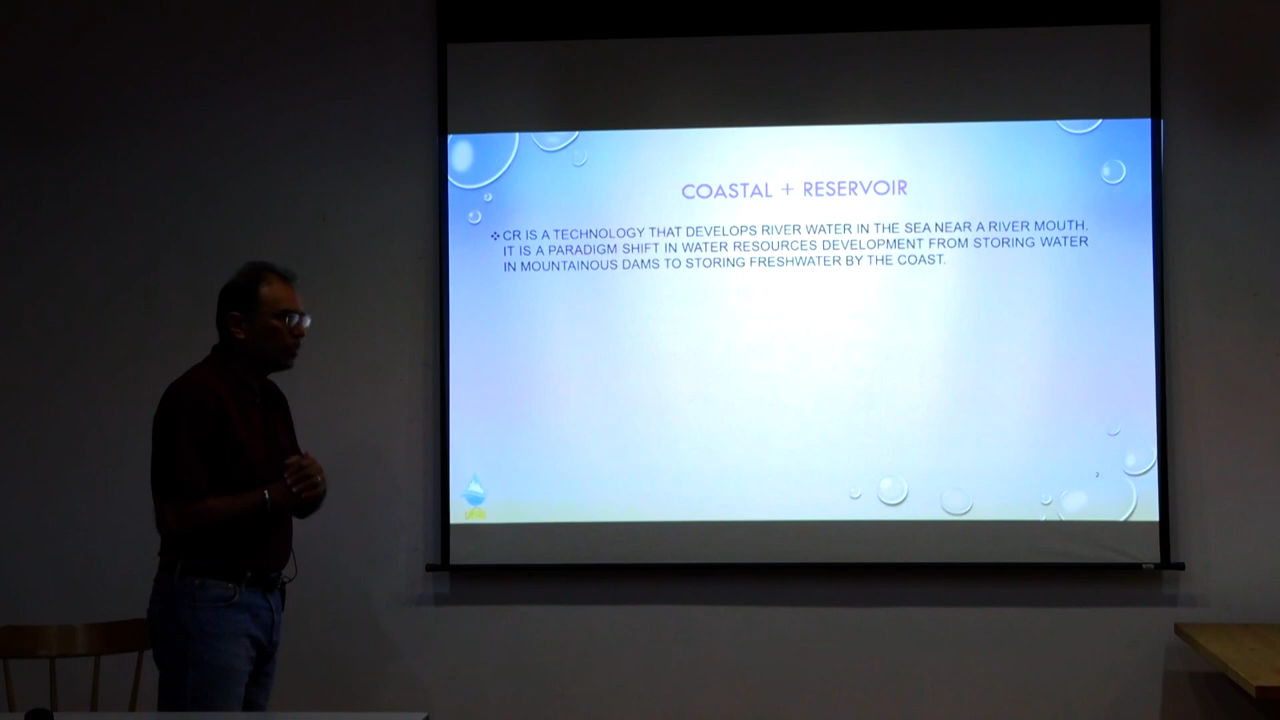 COASTAL + RESERVOIR
CR IS A TECHNOLOGY THAT DEVELOPS RIVER WATER IN THE SEA NEAR A RIVER MOUTH.
IT IS A PARADIGM SHIFT IN WATER RESOURCES DEVELOPMENT FROM STORING WATER
IN MOUNTAINOUS DAMS TO STORING FRESHWATER BY THE COAST.
2